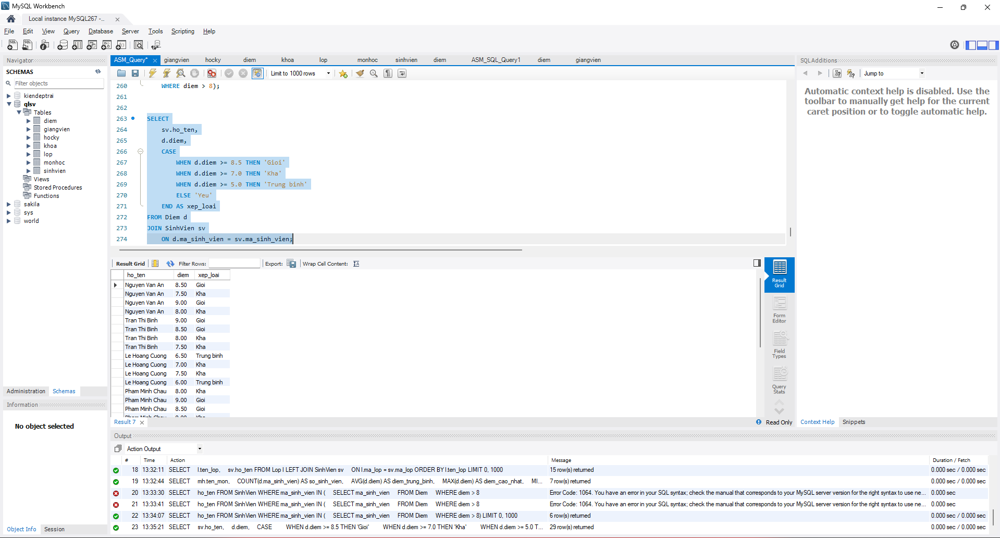 MySQL Workbench
Local instance MySQL267 -...
File Edit View Query Database Server Tools Scripting Help
Navigator
SCHEMAS
Filter objects
kiendeptrai
qlsv
Tables
diem
giangvien
hocky
khoa
lop
monhoc
sinhvien
Views
Stored Procedures
Functions
sakila
sys
world
Administration Schemas
Information
No object selected
Object Info Session
ASM_Query* giangvien hocky diem khoa lop monhoc sinhvien diem ASM_SQL_Query1 diem giangvien
Limit to 1000 rows
260 WHERE diem > 8);
261
262
263 SELECT
264 sv.ho_ten,
265 d.diem,
266 CASE
267 WHEN d.diem >= 8.5 THEN 'Gioi'
268 WHEN d.diem >= 7.0 THEN 'Kha'
269 WHEN d.diem >= 5.0 THEN 'Trung binh'
270 ELSE 'Yeu'
271 END AS xep_loai
272 FROM Diem d
273 JOIN SinhVien sv
274 ON d.ma_sinh_vien = sv.ma_sinh_vien;
Result Grid Filter Rows: Export: Wrap Cell Content:
ho_ten diem xep_loai
Nguyen Van An 8.50 Gioi
Nguyen Van An 7.50 Kha
Nguyen Van An 9.00 Gioi
Nguyen Van An 8.00 Kha
Tran Thi Binh 9.00 Gioi
Tran Thi Binh 8.50 Gioi
Tran Thi Binh 8.00 Kha
Tran Thi Binh 7.50 Kha
Le Hoang Cuong 6.50 Trung binh
Le Hoang Cuong 7.00 Kha
Le Hoang Cuong 7.50 Kha
Le Hoang Cuong 6.00 Trung binh
Pham Minh Chau 8.00 Kha
Pham Minh Chau 9.00 Gioi
Pham Minh Chau 8.50 Gioi
Result Grid
Form Editor
Field Types
Query Stats
Result 7
Read Only
SQLAdditions
Jump to
Automatic context help is disabled. Use the
toolbar to manually get help for the current
caret position or to toggle automatic help.
Context Help Snippets
Output
Action Output
# Time Action Message Duration / Fetch
18 13:32:11 SELECT l.ten_lop, sv.ho_ten FROM Lop l LEFT JOIN SinhVien sv ON l.ma_lop = sv.ma_lop ORDER BY l.ten_lop LIMIT 0, 1000 15 row(s) returned 0.000 sec / 0.000 sec
19 13:32:44 SELECT mh.ten_mon, COUNT(d.ma_sinh_vien) AS so_sinh_vien, AVG(d.diem) AS diem_trung_binh, MAX(d.diem) AS diem_cao_nhat, MI... 7 row(s) returned 0.000 sec / 0.000 sec
20 13:33:30 SELECT ho_ten FROM SinhVien WHERE ma_sinh_vien IN ( SELECT ma_sinh_vien FROM Diem WHERE diem > 8 Error Code: 1064. You have an error in your SQL syntax; check the manual that corresponds to your MySQL server version for the right syntax to use ne... 0.000 sec
21 13:33:41 SELECT ho_ten FROM SinhVien WHERE ma_sinh_vien IN ( SELECT ma_sinh_vien FROM Diem WHERE diem > 8 Error Code: 1064. You have an error in your SQL syntax; check the manual that corresponds to your MySQL server version for the right syntax to use ne... 0.000 sec
22 13:34:07 SELECT ho_ten FROM SinhVien WHERE ma_sinh_vien IN ( SELECT ma_sinh_vien FROM Diem WHERE diem > 8) LIMIT 0, 1000 6 row(s) returned 0.000 sec / 0.000 sec
23 13:35:21 SELECT sv.ho_ten, d.diem, CASE WHEN d.diem >= 8.5 THEN 'Gioi' WHEN d.diem >= 7.0 THEN 'Kha' WHEN d.diem >= 5.0 T... 29 row(s) returned 0.000 sec / 0.000 sec